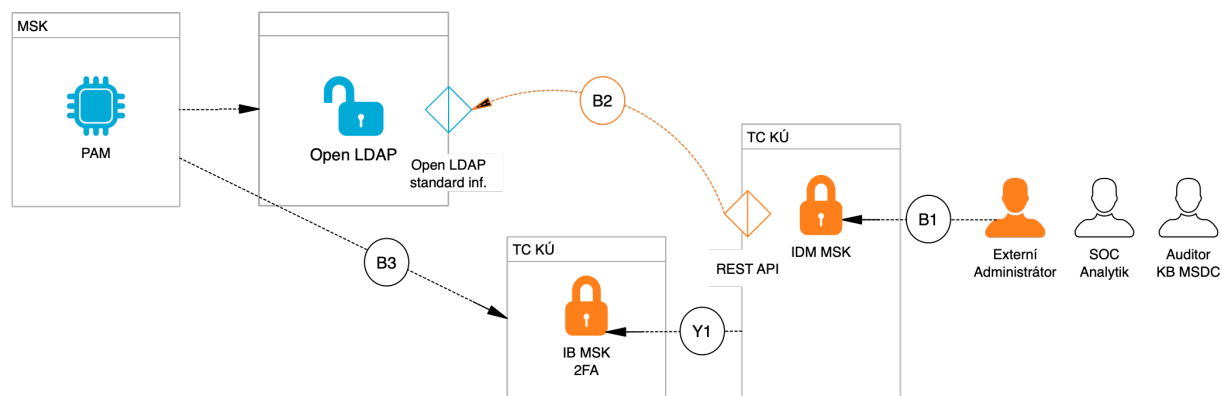 MSK
PAM
Open LDAP
Open LDAP
standard inf.
B2
TC KÚ
IDM MSK
REST API
B1
Externí
Administrátor
SOC
Analytik
Auditor
KB MSDC
B3
TC KÚ
IB MSK
2FA
Y1